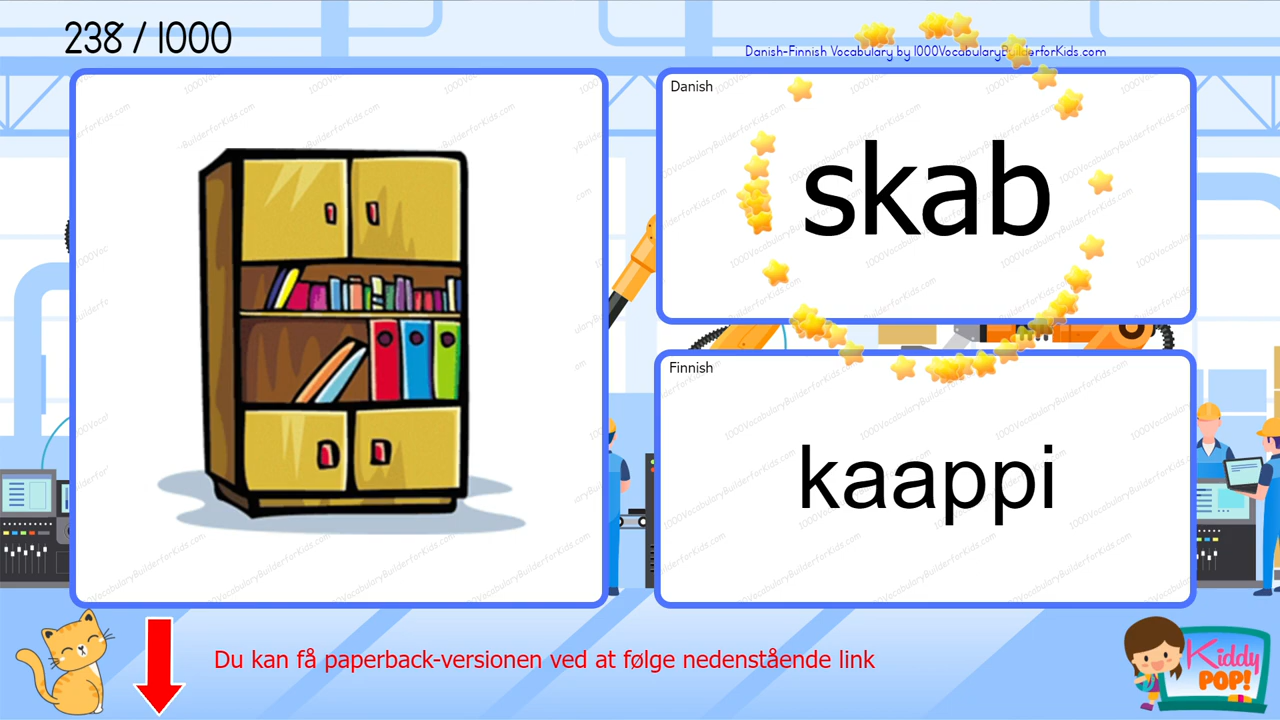 238 / 1000
Danish-Finnish Vocabulary by 1000VocabularyBuilderforKids.com
Danish
skab
Finnish
kaappi
Du kan få paperback-versionen ved at følge nedenstående link
Kiddy
POP!